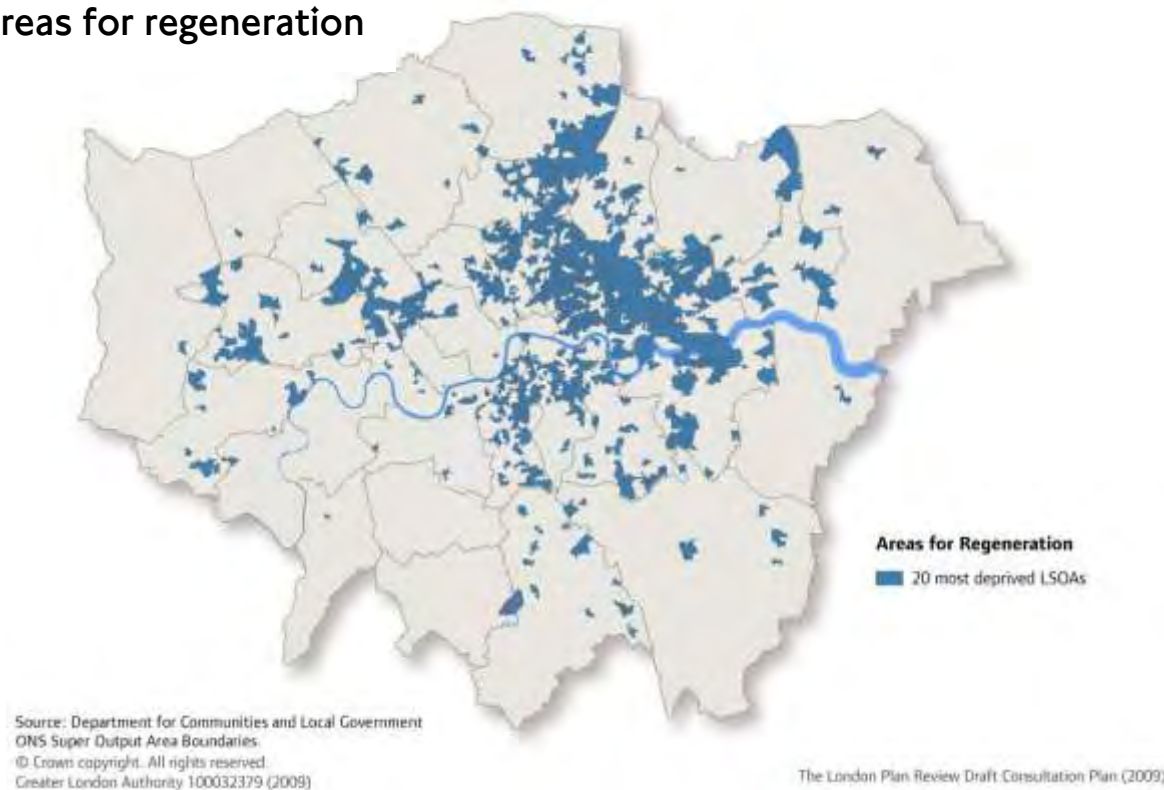 reas for regeneration
Areas for Regeneration
20 most deprived LSOAs
Source: Department for Communities and Local Government
ONS Super Output Area Boundaries
© Crown copyright. All rights reserved.
Greater London Authority 100032379 (2009)
The London Plan Review Draft Consultation Plan (2009)